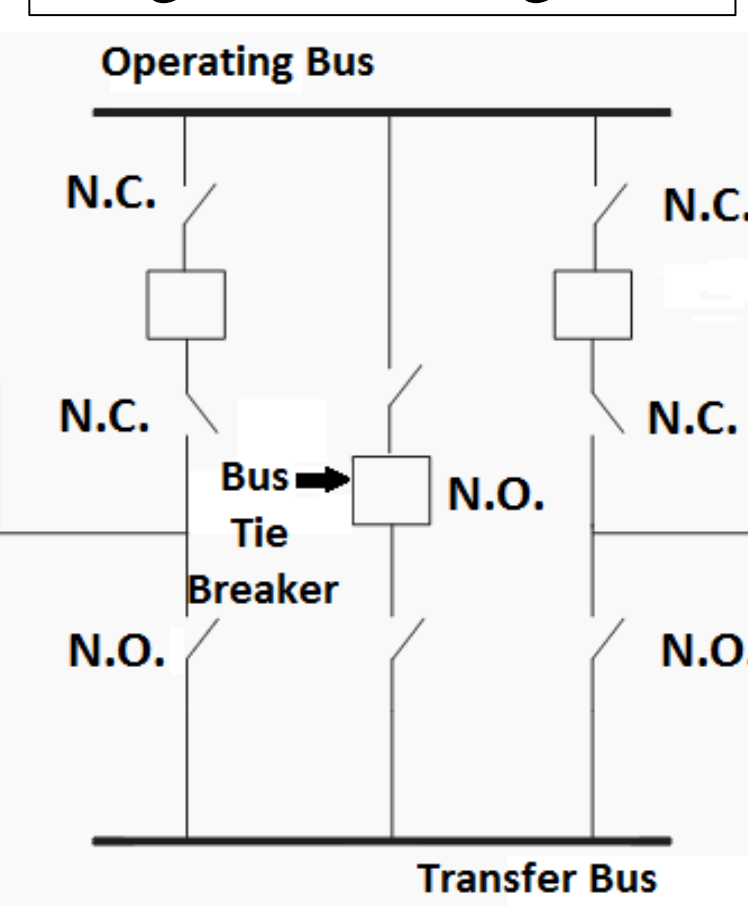 Operating Bus
N.C.
N.C.
N.C.
N.C.
Bus
Tie
Breaker
N.O.
N.O.
N.O.
Transfer Bus